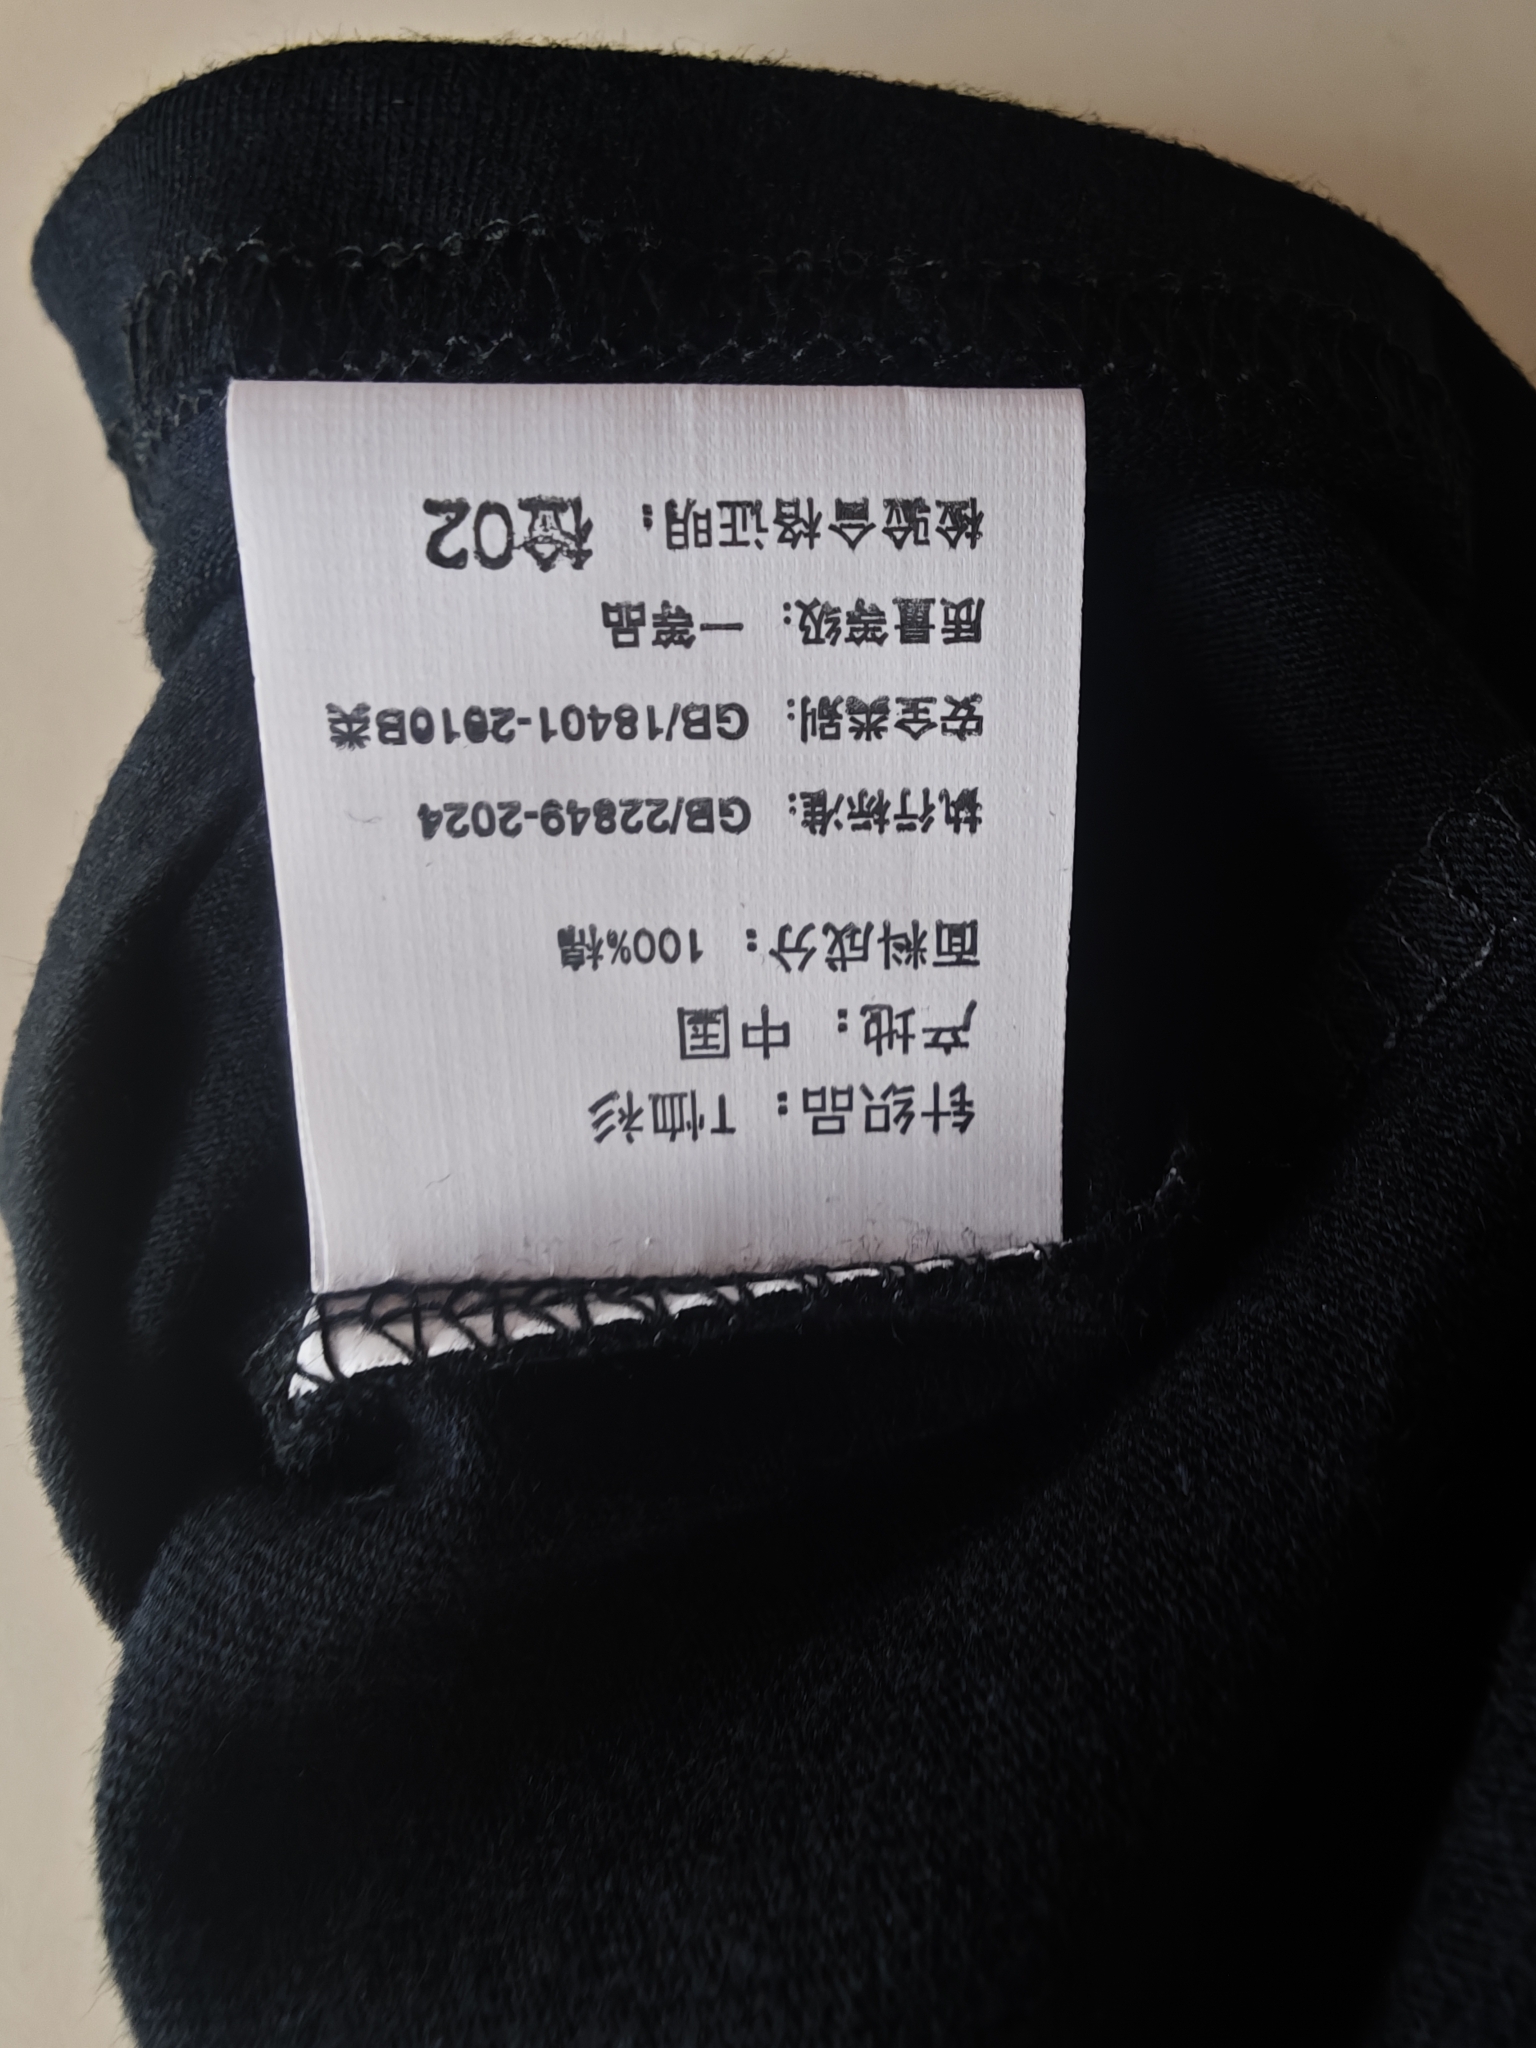 针织品：T恤衫
产地：中国
面料成分：100%棉
执行标准: GB/22849-2024
安全类别: GB/18401-2010B类
质量等级: 一等品
检验合格证明：检02